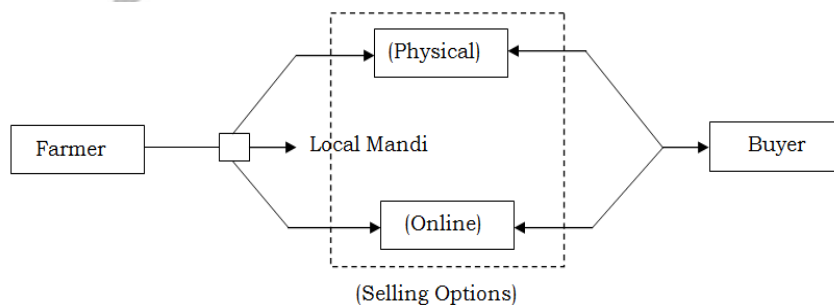 (Physical)
Farmer
Local Mandi
Buyer
(Online)
(Selling Options)